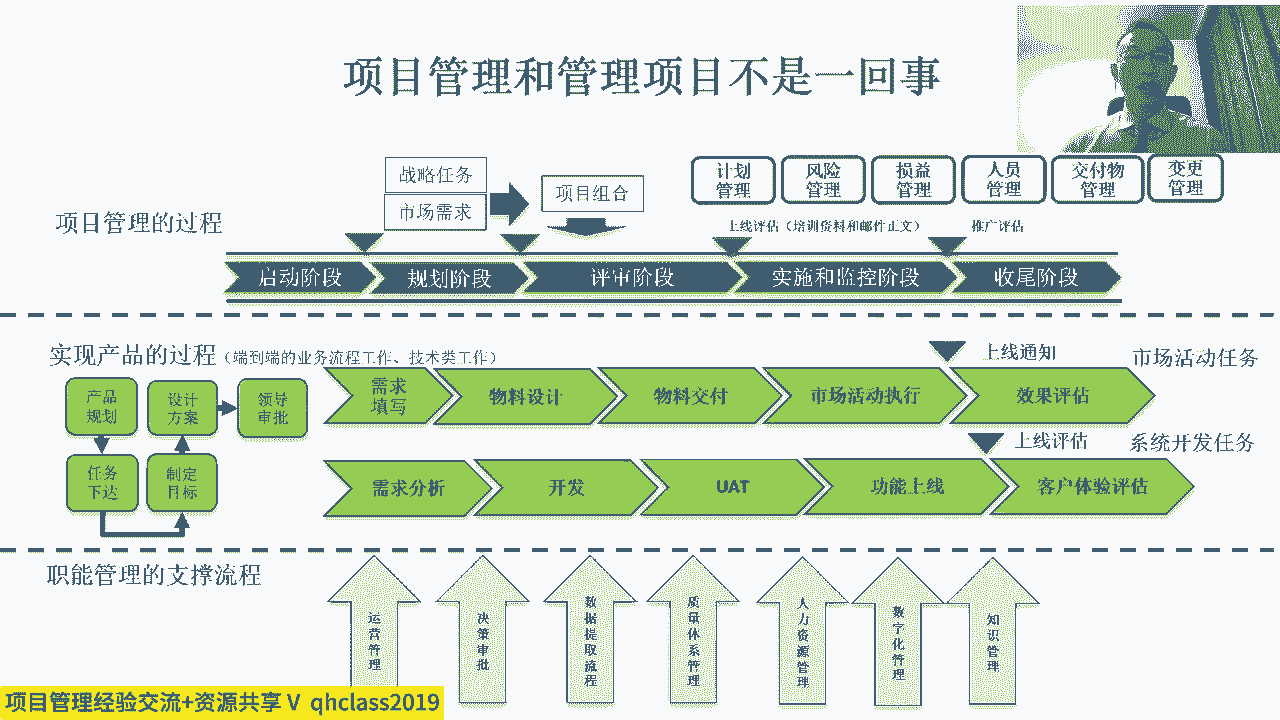 项目管理和管理项目不是一回事
战略任务
市场需求
项目组合
计划
管理
风险
管理
损益
管理
人员
管理
交付物
管理
变更
管理
项目管理的过程
上线评估（培训资料和邮件正文）
推广评估
启动阶段
规划阶段
评审阶段
实施和监控阶段
收尾阶段
实现产品的过程（端到端的业务流程工作、技术类工作）
上线通知
市场活动任务
产品
规划
设计
方案
领导
审批
任务
下达
制定
目标
需求
填写
物料设计
物料交付
市场活动执行
效果评估
上线评估
系统开发任务
需求分析
开发
UAT
功能上线
客户体验评估
职能管理的支撑流程
运营管理
决策审批
数据提取流程
质量体系管理
人力资源管理
数字化管理
知识管理
项目管理经验交流+资源共享 V qhclass2019